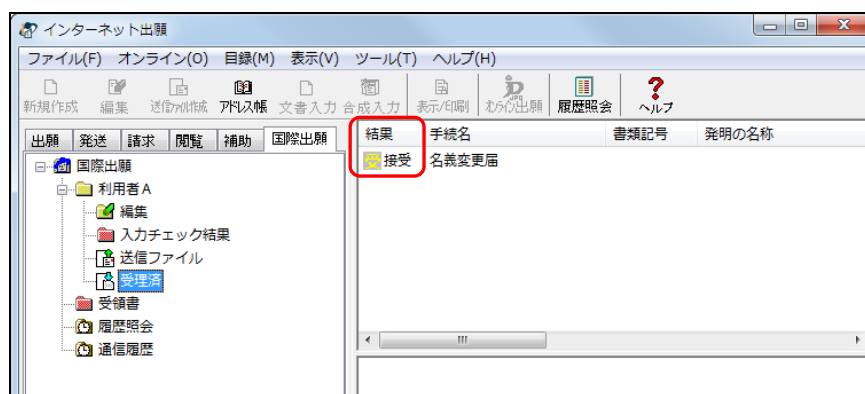 インターネット出願
ファイル(F) オンライン(O) 目録(M) 表示(V) ツール(T) ヘルプ(H)
新規作成 編集 送信ファイル作成 アドレス帳 文書入力 合成入力 表示/印刷 オンライン出願 履歴照会 ヘルプ
出願 発送 請求 閲覧 補助 国際出願
国際出願
利用者A
編集
入力チェック結果
送信ファイル
受理済
受領書
履歴照会
通信履歴
結果 手続名 書類記号 発明の名称
受 接受 名義変更届